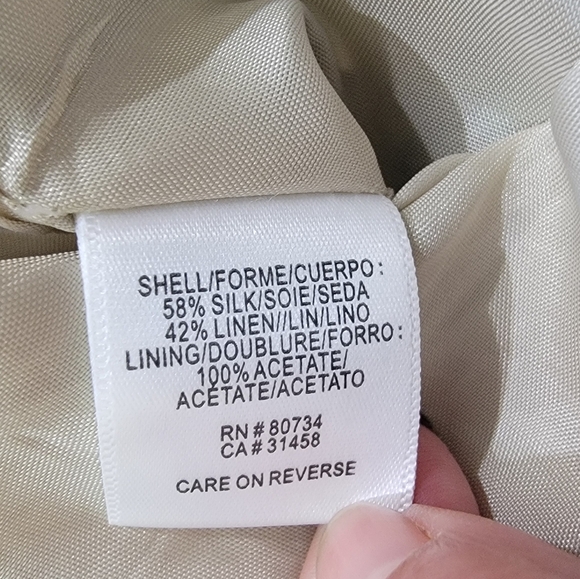 SHELL/FORME/CUERPO:
58% SILK/SOIE/SEDA
42% LINEN//LIN/LINO
LINING/DOUBLURE/FORRO:
100% ACETATE/
ACÉTATE/ACETATO
RN # 80734
CA # 31458
CARE ON REVERSE